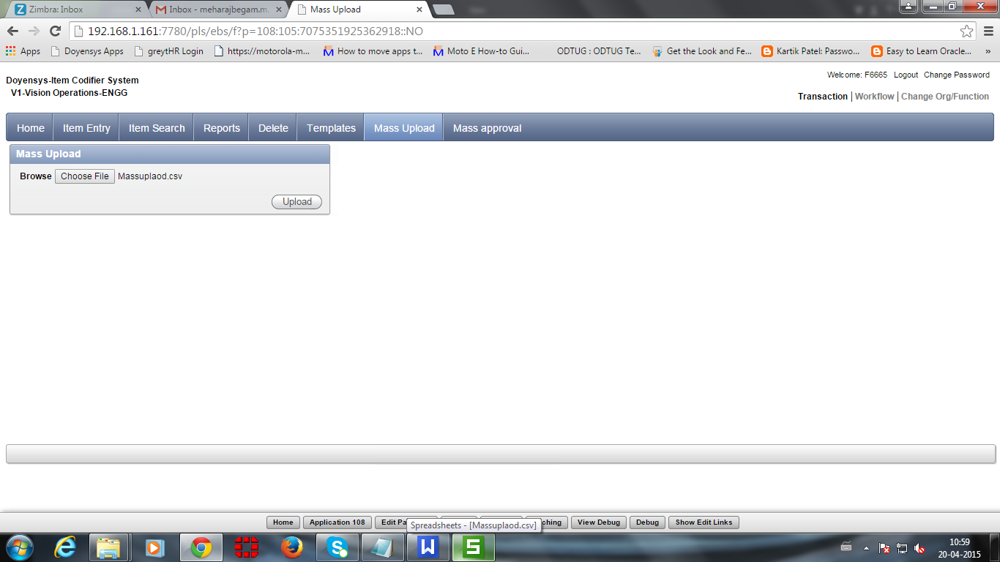 Zimbra: Inbox
Inbox - meharajbegam.m
Mass Upload
192.168.1.161:7780/pls/ebs/f?p=108:105:7075351925362918::NO
Apps Doyensys Apps greytHR Login https://motorola-m... How to move apps t... Moto E How-to Gui... ODTUG : ODTUG Te... Get the Look and Fe... Kartik Patel: Passwo... Easy to Learn Oracle... »
Doyensys-Item Codifier System
V1-Vision Operations-ENGG
Welcome: F6665 Logout Change Password
Transaction | Workflow | Change Org/Function
Home Item Entry Item Search Reports Delete Templates Mass Upload Mass approval
Mass Upload
Browse Choose File Massuplaod.csv
Upload
Home Application 108 Edit Pa ching View Debug Debug Show Edit Links
Spreadsheets - [Massuplaod.csv]
10:59
20-04-2015